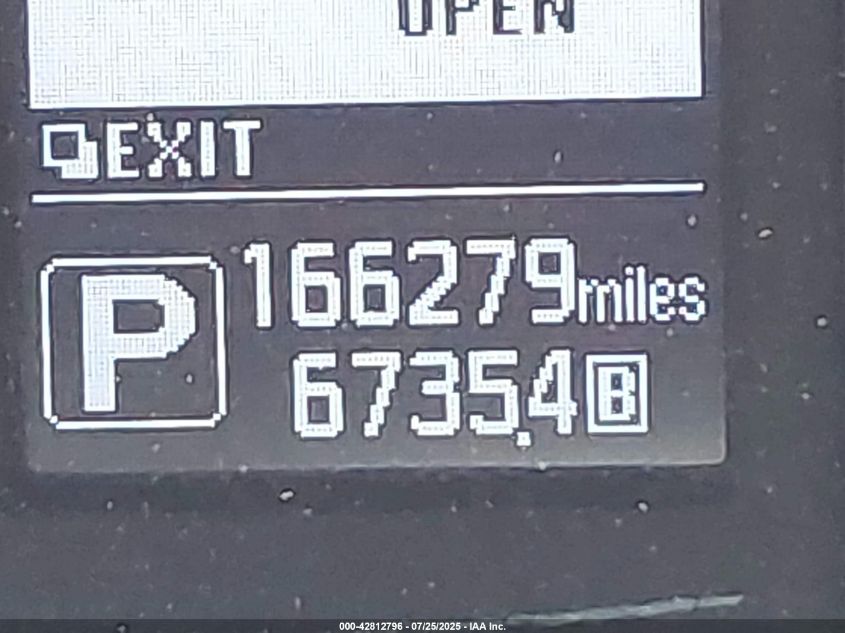 OPEN
EXIT
P
166279miles
6735.4 B
000-42812796 - 07/25/2025 - IAA Inc.